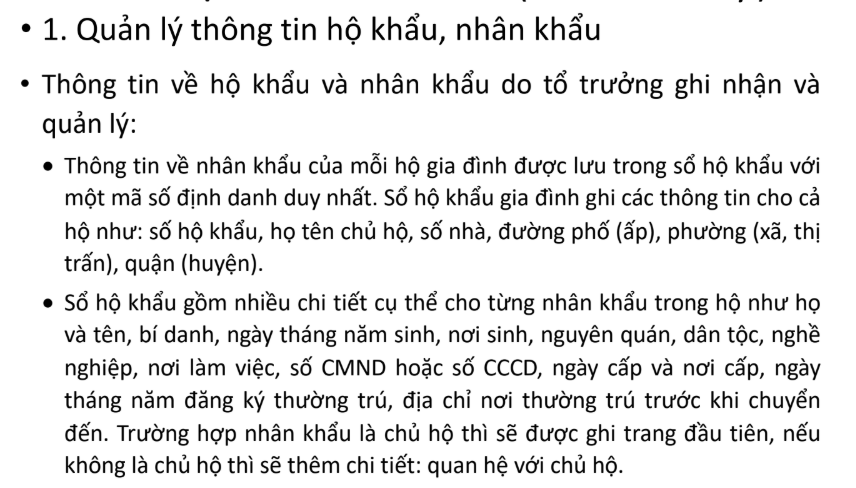 • 1. Quản lý thông tin hộ khẩu, nhân khẩu
• Thông tin về hộ khẩu và nhân khẩu do tổ trưởng ghi nhận và
quản lý:
• Thông tin về nhân khẩu của mỗi hộ gia đình được lưu trong sổ hộ khẩu với
một mã số định danh duy nhất. Sổ hộ khẩu gia đình ghi các thông tin cho cả
hộ như: số hộ khẩu, họ tên chủ hộ, số nhà, đường phố (ấp), phường (xã, thị
trấn), quận (huyện).
• Sổ hộ khẩu gồm nhiều chi tiết cụ thể cho từng nhân khẩu trong hộ như họ
và tên, bí danh, ngày tháng năm sinh, nơi sinh, nguyên quán, dân tộc, nghề
nghiệp, nơi làm việc, số CMND hoặc số CCCD, ngày cấp và nơi cấp, ngày
tháng năm đăng ký thường trú, địa chỉ nơi thường trú trước khi chuyển
đến. Trường hợp nhân khẩu là chủ hộ thì sẽ được ghi trang đầu tiên, nếu
không là chủ hộ thì sẽ thêm chi tiết: quan hệ với chủ hộ.